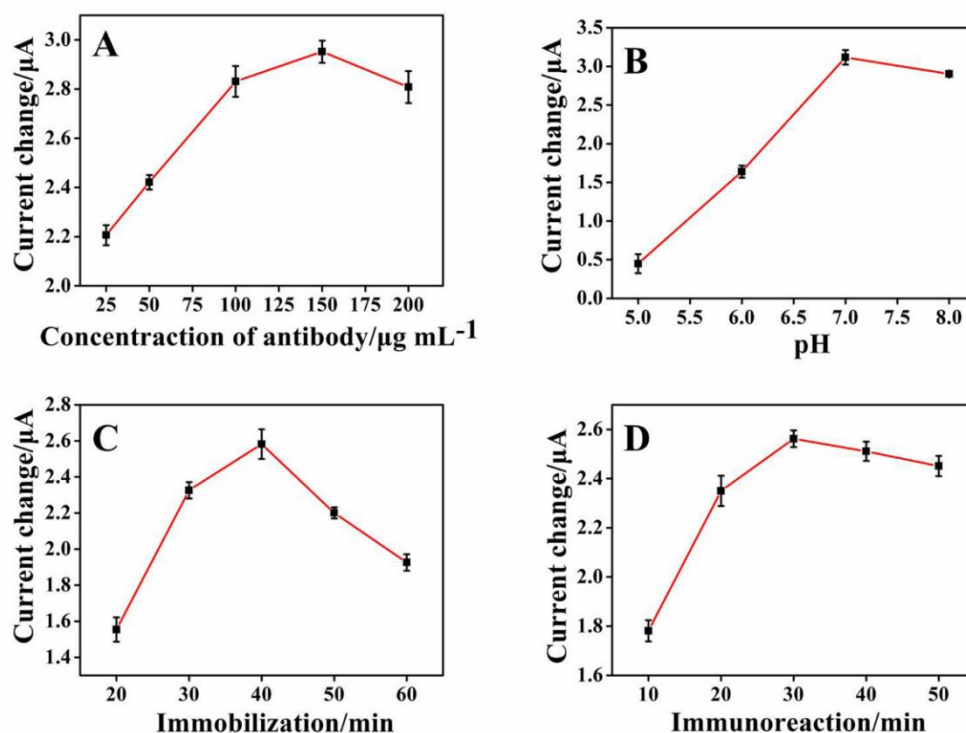 A
Current change/µA
3.0
2.8
2.6
2.4
2.2
2.0
25 50 75 100 125 150 175 200
Concentraction of antibody/µg mL-1
B
Current change/µA
3.5
3.0
2.5
2.0
1.5
1.0
0.5
0.0
5.0 5.5 6.0 6.5 7.0 7.5 8.0
pH
C
Current change/µA
2.8
2.6
2.4
2.2
2.0
1.8
1.6
1.4
20 30 40 50 60
Immobilization/min
D
Current change/µA
2.6
2.4
2.2
2.0
1.8
1.6
10 20 30 40 50
Immunoreaction/min